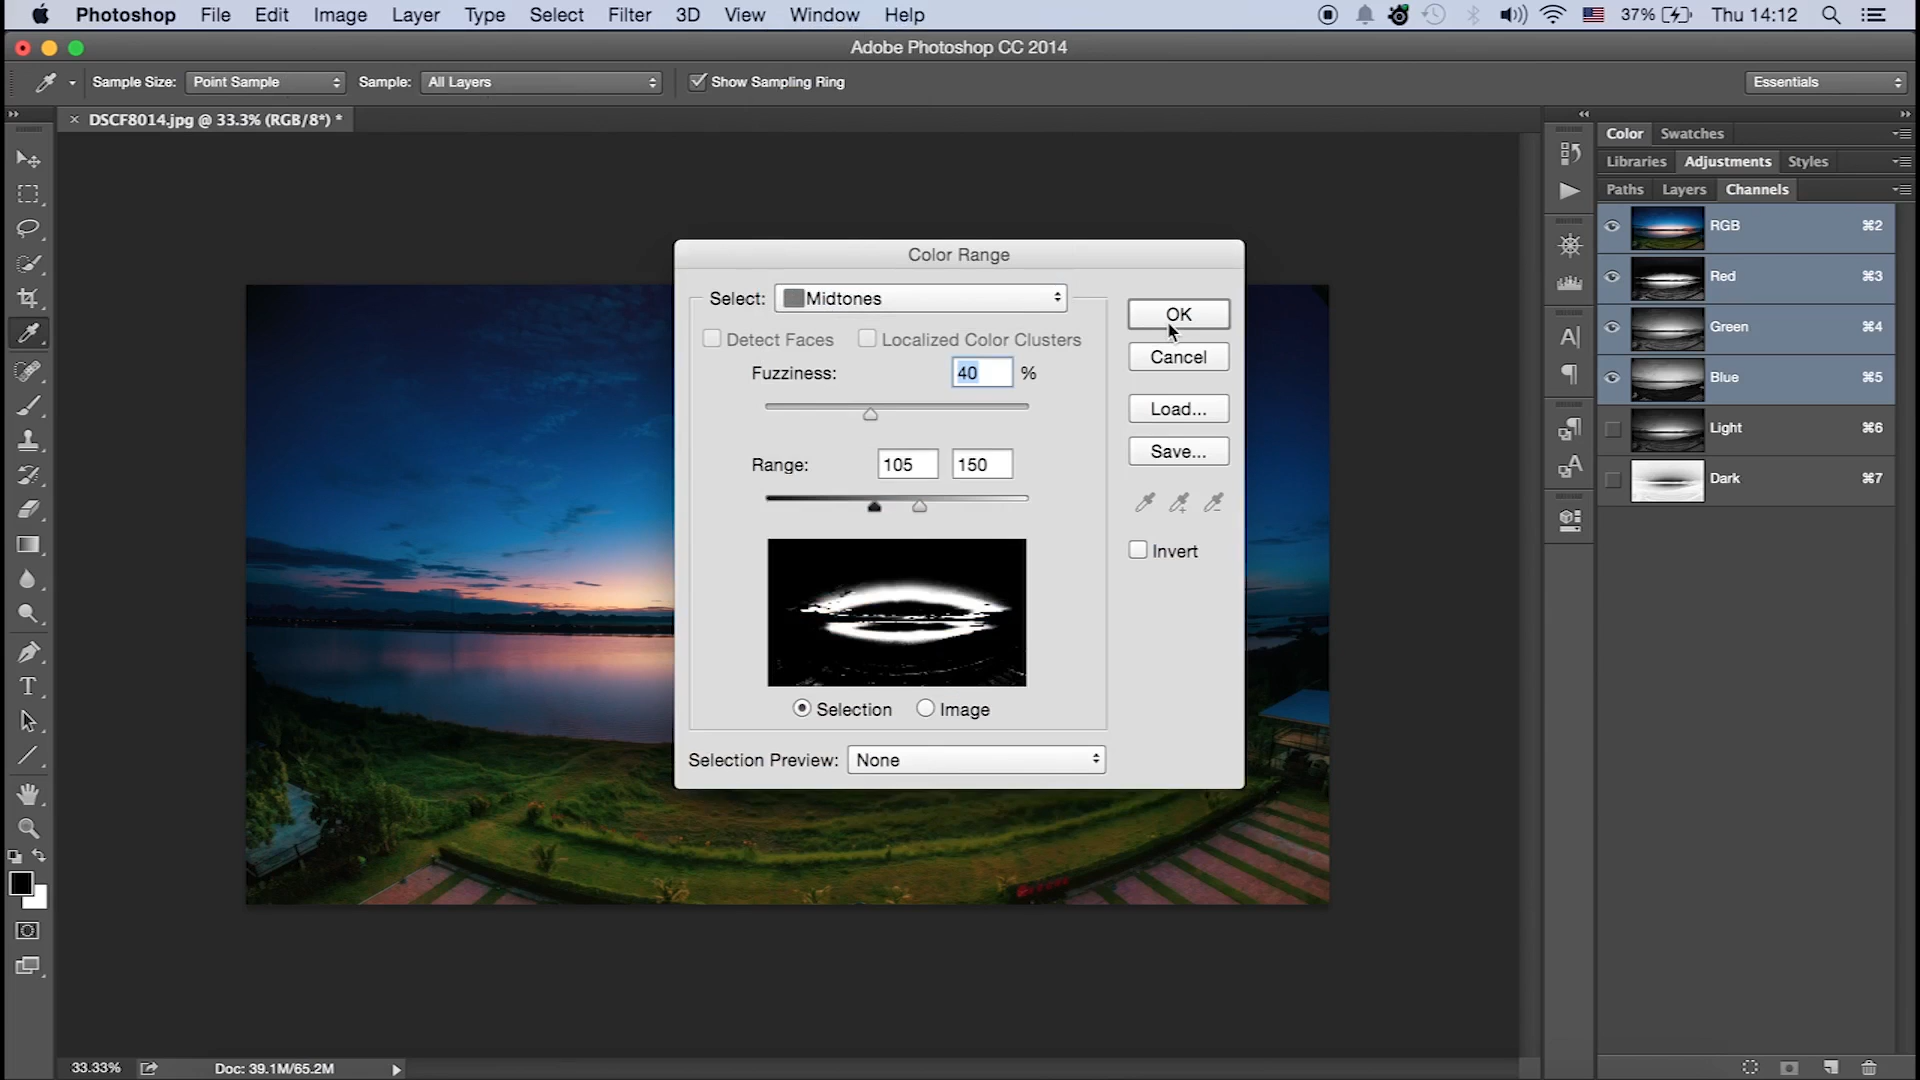 Photoshop File Edit Image Layer Type Select Filter 3D View Window Help 37% Thu 14:12
Adobe Photoshop CC 2014
Sample Size: Point Sample Sample: All Layers Show Sampling Ring Essentials
× DSCF8014.jpg @ 33.3% (RGB/8*) *
Color Swatches
Libraries Adjustments Styles
Paths Layers Channels
RGB ⌘2
Red ⌘3
Green ⌘4
Blue ⌘5
Light ⌘6
Dark ⌘7
Color Range
Select: Midtones
Detect Faces Localized Color Clusters
Fuzziness: 40 %
Range: 105 150
Selection Image
Selection Preview: None
OK
Cancel
Load...
Save...
Invert
33.33% Doc: 39.1M/65.2M